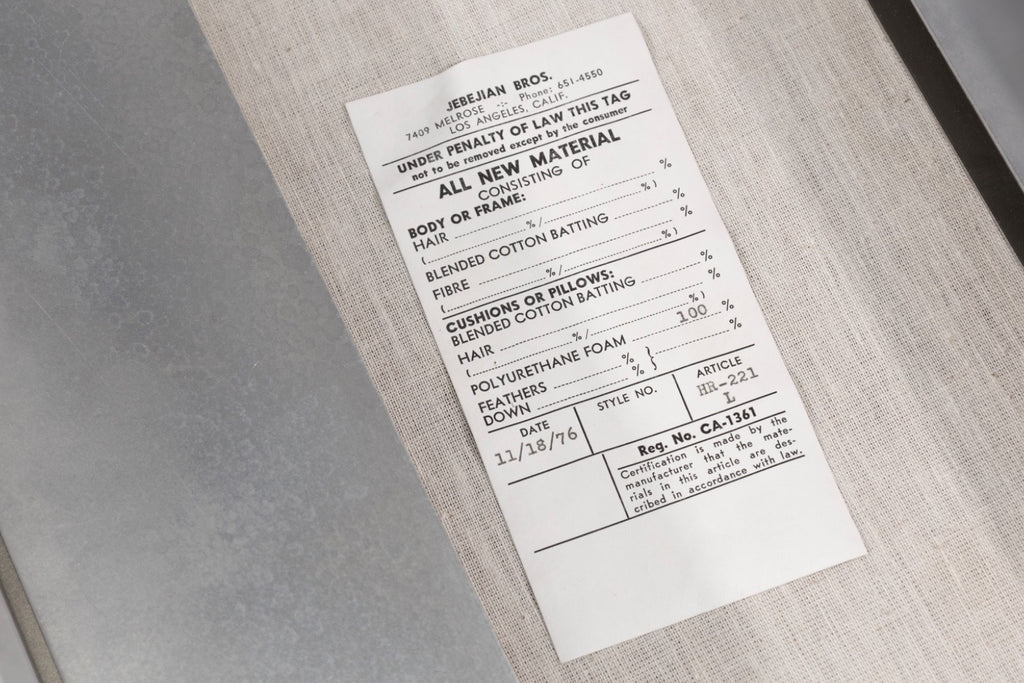 JEBEJIAN BROS.
7409 MELROSE -:- Phone: 651-4550
LOS ANGELES, CALIF.
UNDER PENALTY OF LAW THIS TAG
not to be removed except by the consumer
ALL NEW MATERIAL
CONSISTING OF
BODY OR FRAME:
HAIR ........ %
(........%/........%)
BLENDED COTTON BATTING ........ %
FIBRE ........ %
(........%/........%)
CUSHIONS OR PILLOWS:
BLENDED COTTON BATTING ........ %
HAIR ........ %
(........%/........%)
POLYURETHANE FOAM 100 %
FEATHERS ........ % } ........ %
DOWN ........ %
DATE
11/18/76
STYLE NO.
ARTICLE
HR-221
L
Reg. No. CA-1361
Certification is made by the
manufacturer that the mate-
rials in this article are des-
cribed in accordance with law.